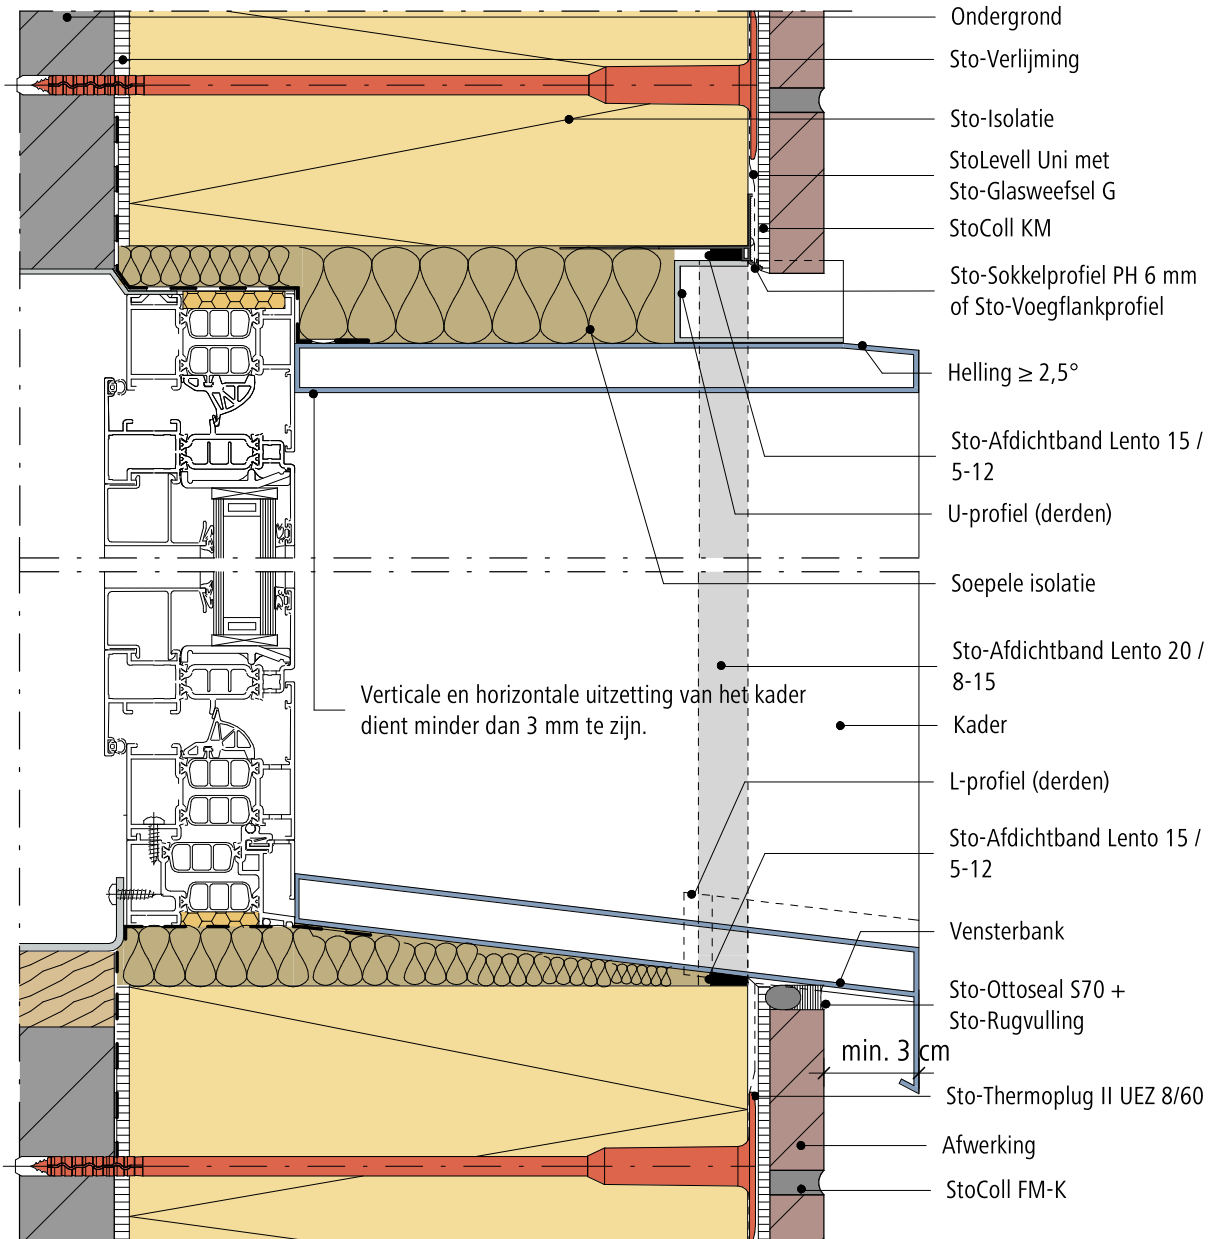 Ondergrond
Sto-Verlijming
Sto-Isolatie
StoLevell Uni met
Sto-Glasweefsel G
StoColl KM
Sto-Sokkelprofiel PH 6 mm
of Sto-Voegflankprofiel
Helling ≥ 2,5°
Sto-Afdichtband Lento 15 /
5-12
U-profiel (derden)
Soepele isolatie
Sto-Afdichtband Lento 20 /
8-15
Verticale en horizontale uitzetting van het kader
dient minder dan 3 mm te zijn.
Kader
L-profiel (derden)
Sto-Afdichtband Lento 15 /
5-12
Vensterbank
Sto-Ottoseal S70 +
Sto-Rugvulling
min. 3 cm
Sto-Thermoplug II UEZ 8/60
Afwerking
StoColl FM-K